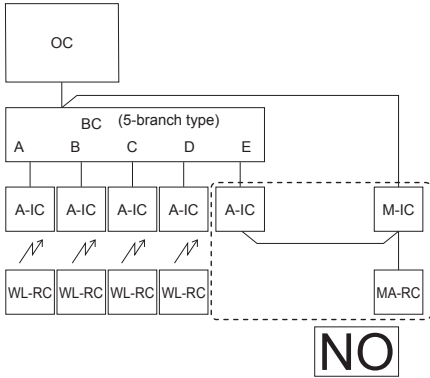 OC
BC (5-branch type)
A B C D E
A-IC A-IC A-IC A-IC A-IC M-IC
WL-RC WL-RC WL-RC WL-RC MA-RC
NO